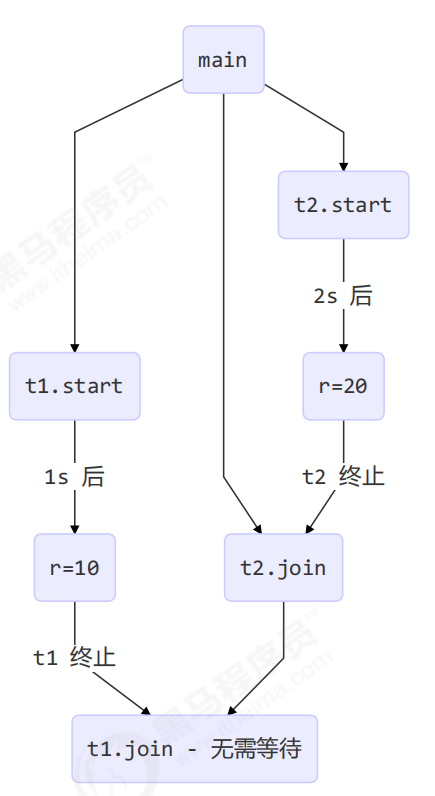 main
t2.start
2s 后
t1.start
r=20
1s 后
t2 终止
r=10
t2.join
t1 终止
t1.join - 无需等待
黑马程序员
www.itheima.com
黑马程序员
www.itheima.com